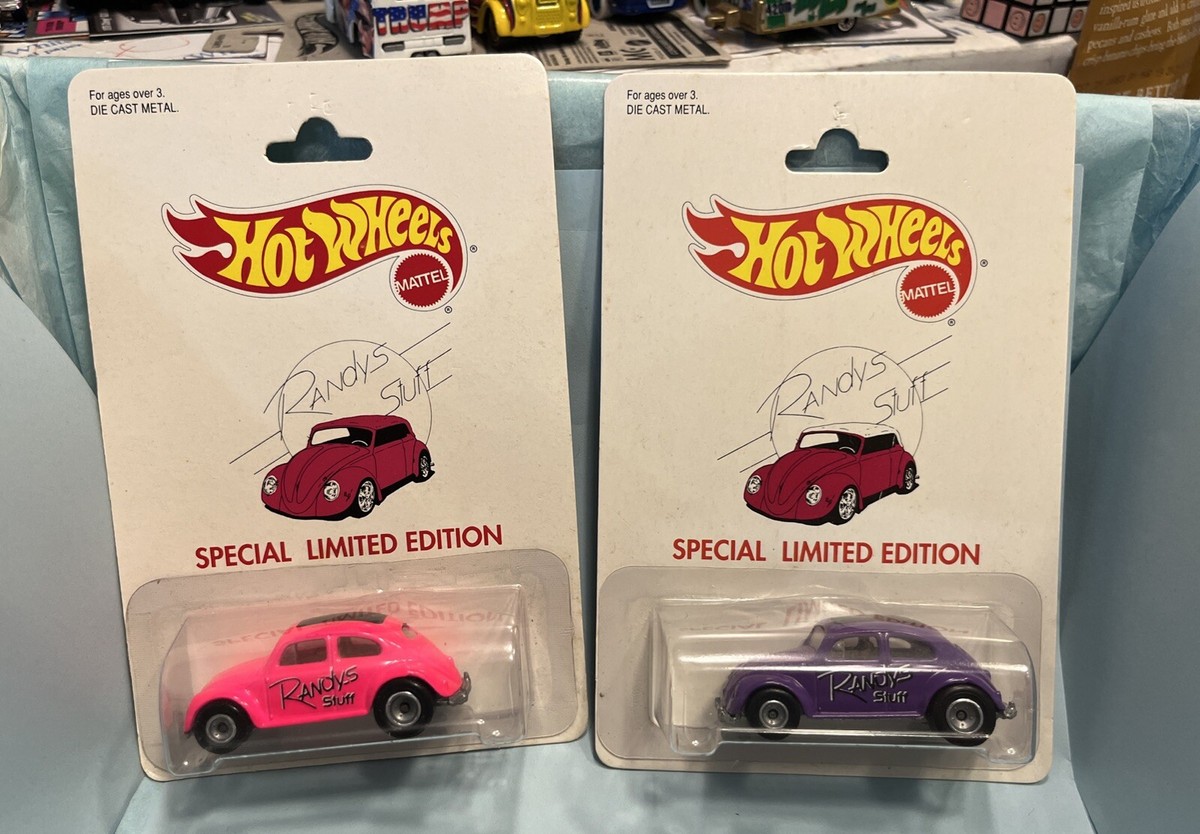 TRUMP
For ages over 3.
DIE CAST METAL.
HOT WHEELS
MATTEL
®
®
RANDYS
Stuff
SPECIAL LIMITED EDITION
RANDYS
Stuff
For ages over 3.
DIE CAST METAL.
HOT WHEELS
MATTEL
®
®
RANDYS
Stuff
SPECIAL LIMITED EDITION
RANDYS
Stuff